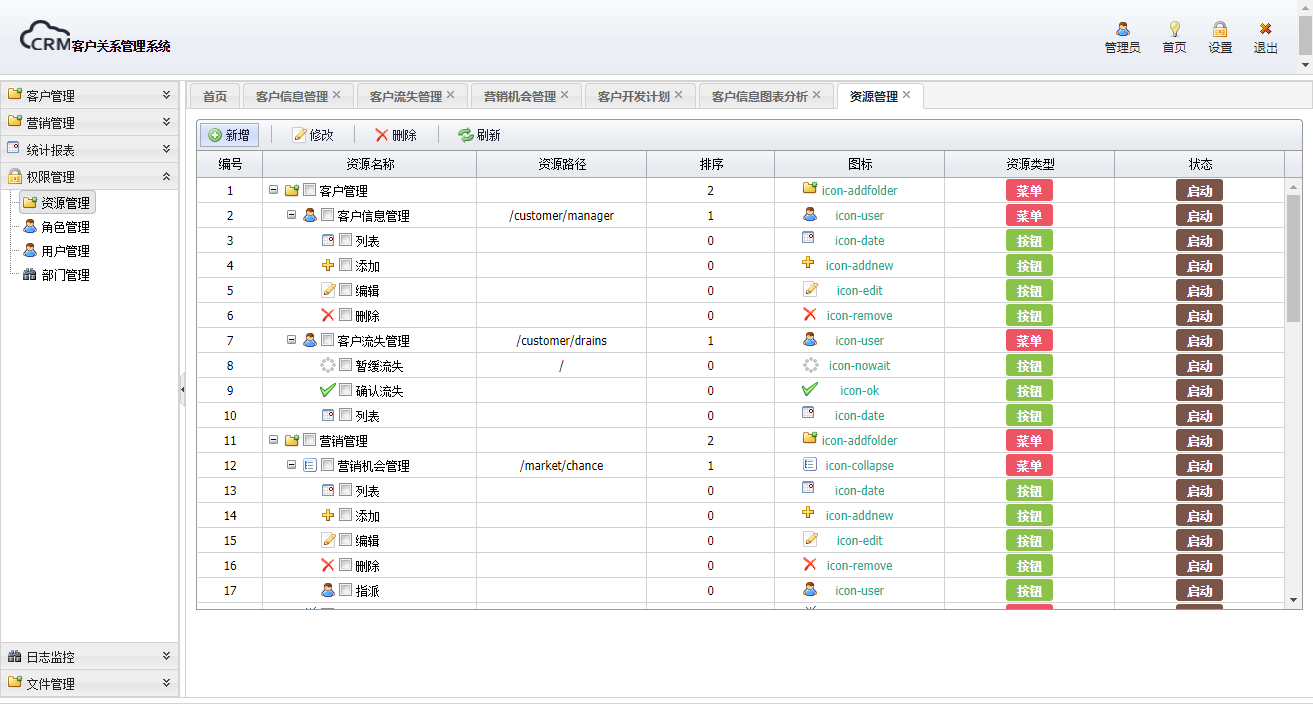 CRM客户关系管理系统
管理员 首页 设置 退出
客户管理
营销管理
统计报表
权限管理
资源管理
角色管理
用户管理
部门管理
日志监控
文件管理
首页 客户信息管理 客户流失管理 营销机会管理 客户开发计划 客户信息图表分析 资源管理
新增 修改 删除 刷新
编号 资源名称 资源路径 排序 图标 资源类型 状态
1 客户管理 2 icon-addfolder 菜单 启动
2 客户信息管理 /customer/manager 1 icon-user 菜单 启动
3 列表 0 icon-date 按钮 启动
4 添加 0 icon-addnew 按钮 启动
5 编辑 0 icon-edit 按钮 启动
6 删除 0 icon-remove 按钮 启动
7 客户流失管理 /customer/drains 1 icon-user 菜单 启动
8 暂缓流失 / 0 icon-nowait 按钮 启动
9 确认流失 0 icon-ok 按钮 启动
10 列表 0 icon-date 按钮 启动
11 营销管理 2 icon-addfolder 菜单 启动
12 营销机会管理 /market/chance 1 icon-collapse 菜单 启动
13 列表 0 icon-date 按钮 启动
14 添加 0 icon-addnew 按钮 启动
15 编辑 0 icon-edit 按钮 启动
16 删除 0 icon-remove 按钮 启动
17 指派 0 icon-user 按钮 启动